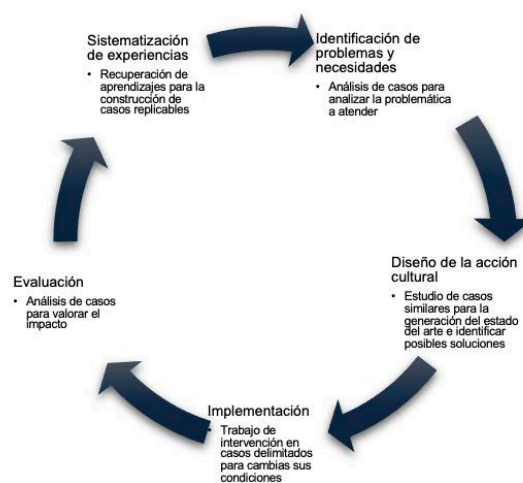 Sistematización
de experiencias
• Recuperación de
aprendizajes para la
construcción de
casos replicables
Identificación de
problemas y
necesidades
• Análisis de casos para
analizar la problemática
a atender
Diseño de la acción
cultural
• Estudio de casos
similares para la
generación del estado
del arte e identificar
posibles soluciones
Implementación
• Trabajo de
intervención en
casos delimitados
para cambias sus
condiciones
Evaluación
• Análisis de casos
para valorar el
impacto